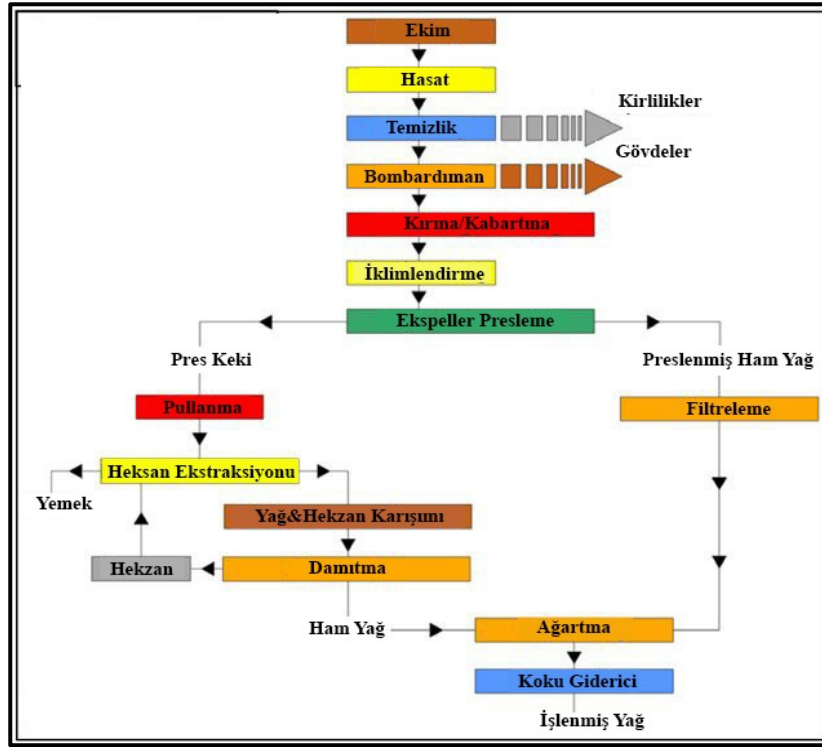 Ekim
Hasat
Kirlilikler
Temizlik
Gövdeler
Bombardıman
Kırma/Kabartma
İklimlendirme
Ekspeller Presleme
Pres Keki
Preslenmiş Ham Yağ
Pullanma
Filtreleme
Heksan Ekstraksiyonu
Yemek
Yağ&Hekzan Karışımı
Hekzan
Damıtma
Ham Yağ
Ağartma
Koku Giderici
İşlenmiş Yağ